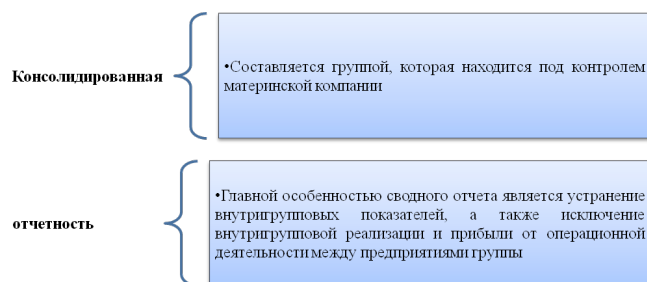 Консолидированная
•Составляется группой, которая находится под контролем
материнской компании
отчетность
•Главной особенностью сводного отчета является устранение
внутригрупповых показателей, а также исключение
внутригрупповой реализации и прибыли от операционной
деятельности между предприятиями группы